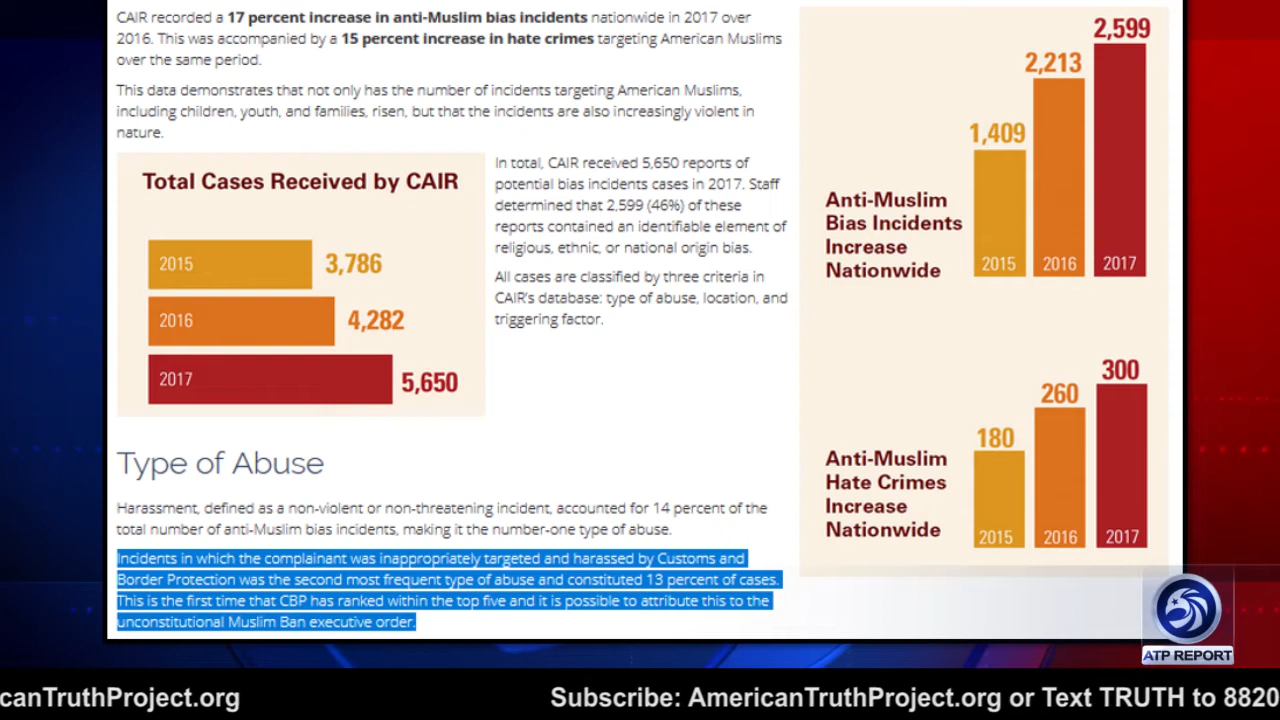 CAIR recorded a 17 percent increase in anti-Muslim bias incidents nationwide in 2017 over
2016. This was accompanied by a 15 percent increase in hate crimes targeting American Muslims
over the same period.
This data demonstrates that not only has the number of incidents targeting American Muslims,
including children, youth, and families, risen, but that the incidents are also increasingly violent in
nature.
Total Cases Received by CAIR
2015 3,786
2016 4,282
2017 5,650
In total, CAIR received 5,650 reports of
potential bias incidents cases in 2017. Staff
determined that 2,599 (46%) of these
reports contained an identifiable element of
religious, ethnic, or national origin bias.
All cases are classified by three criteria in
CAIR's database: type of abuse, location, and
triggering factor.
Type of Abuse
Harassment, defined as a non-violent or non-threatening incident, accounted for 14 percent of the
total number of anti-Muslim bias incidents, making it the number-one type of abuse.
Incidents in which the complainant was inappropriately targeted and harassed by Customs and
Border Protection was the second most frequent type of abuse and constituted 13 percent of cases.
This is the first time that CBP has ranked within the top five and it is possible to attribute this to the
unconstitutional Muslim Ban executive order.
1,409
2,213
2,599
Anti-Muslim
Bias Incidents
Increase
Nationwide
2015
2016
2017
180
260
300
Anti-Muslim
Hate Crimes
Increase
Nationwide
2015
2016
2017
ATP REPORT
canTruthProject.org
Subscribe: AmericanTruthProject.org or Text TRUTH to 8820